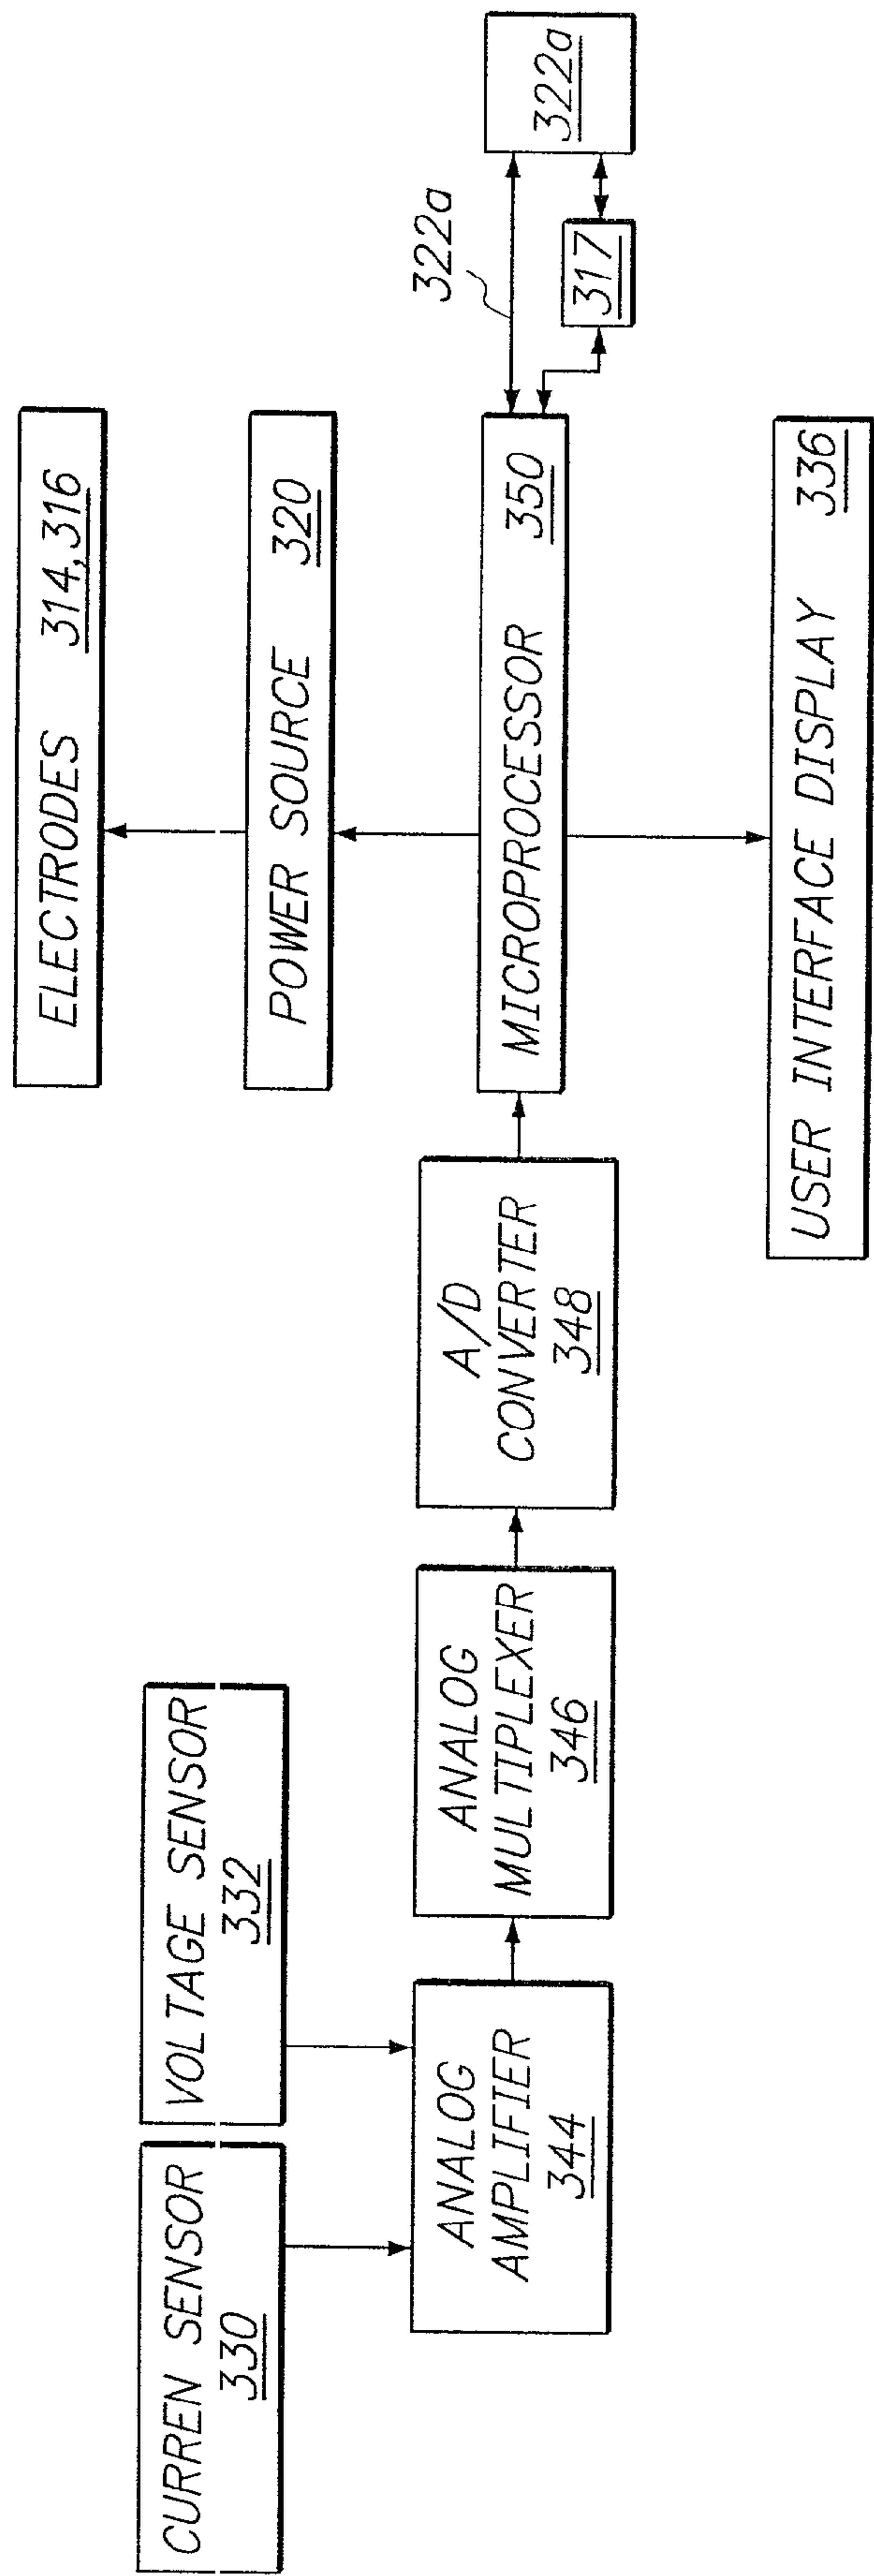 ELECTRODES 314,316
POWER SOURCE 320
CURREN SENSOR
330
VOLTAGE SENSOR
332
ANALOG
AMPLIFIER
344
ANALOG
MULTIPLEXER
346
A/D
CONVERTER
348
MICROPROCESSOR 350
322a
322a
317
USER INTERFACE DISPLAY 336